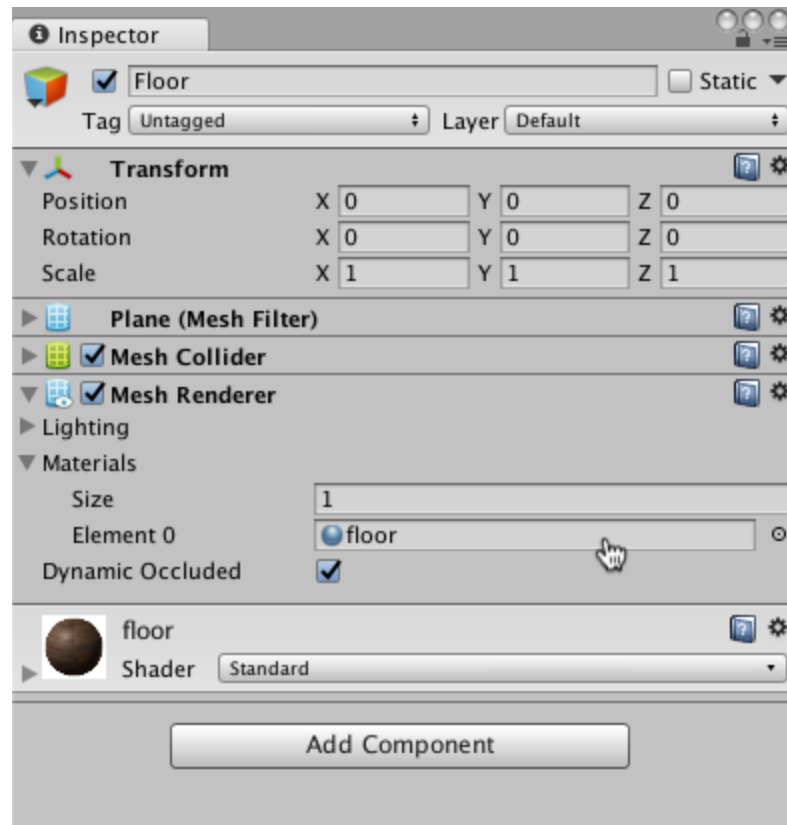 Inspector
Floor Static
Tag Untagged Layer Default
Transform
Position X 0 Y 0 Z 0
Rotation X 0 Y 0 Z 0
Scale X 1 Y 1 Z 1
Plane (Mesh Filter)
Mesh Collider
Mesh Renderer
Lighting
Materials
Size 1
Element 0 floor
Dynamic Occluded
floor
Shader Standard
Add Component